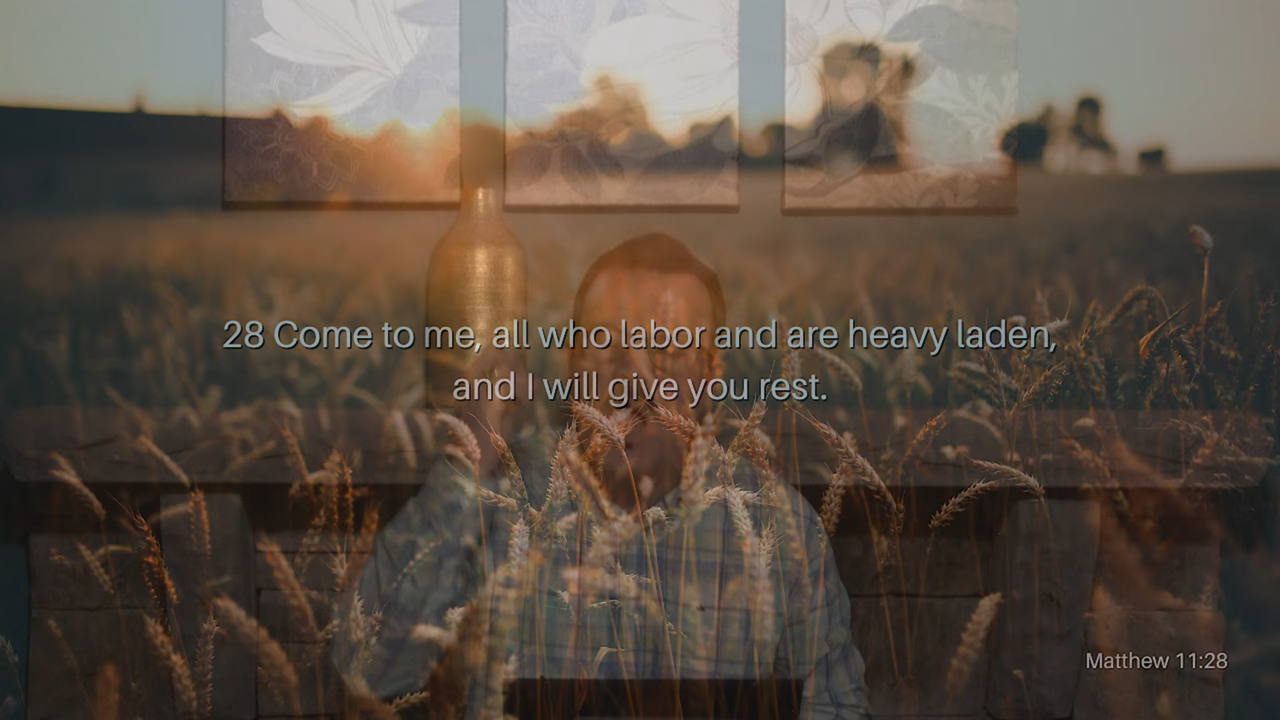 28 Come to me, all who labor and are heavy laden,
and I will give you rest.
Matthew 11:28